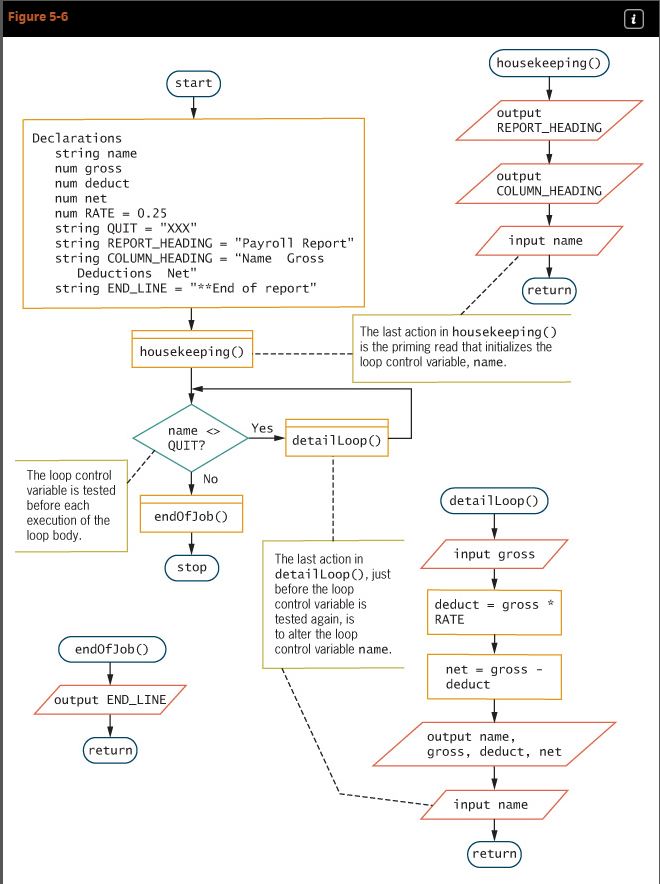 Figure 5-6
i
start
Declarations
string name
num gross
num deduct
num net
num RATE = 0.25
string QUIT = "XXX"
string REPORT_HEADING = "Payroll Report"
string COLUMN_HEADING = "Name  Gross
Deductions  Net"
string END_LINE = "**End of report"
housekeeping()
name <>
QUIT?
Yes
detailLoop()
No
endOfJob()
stop
The loop control
variable is tested
before each
execution of the
loop body.
housekeeping()
output
REPORT_HEADING
output
COLUMN_HEADING
input name
return
The last action in housekeeping()
is the priming read that initializes the
loop control variable, name.
The last action in
detailLoop(), just
before the loop
control variable is
tested again, is
to alter the loop
control variable name.
endOfJob()
output END_LINE
return
detailLoop()
input gross
deduct = gross *
RATE
net = gross -
deduct
output name,
gross, deduct, net
input name
return